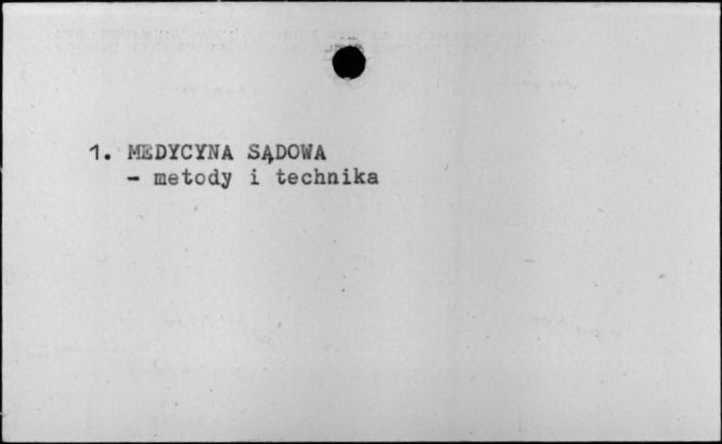 1. MEDYCYNA SĄDOWA
- metody i technika